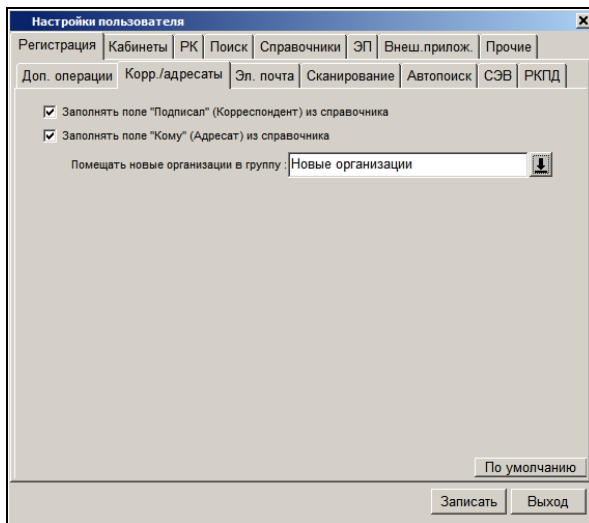 Настройки пользователя
Регистрация Кабинеты РК Поиск Справочники ЭП Внеш.прилож. Прочие
Доп. операции Корр./адресаты Эл. почта Сканирование Автопоиск СЭВ РКПД
Заполнять поле "Подписал" (Корреспондент) из справочника
Заполнять поле "Кому" (Адресат) из справочника
Помещать новые организации в группу : Новые организации
По умолчанию
Записать Выход